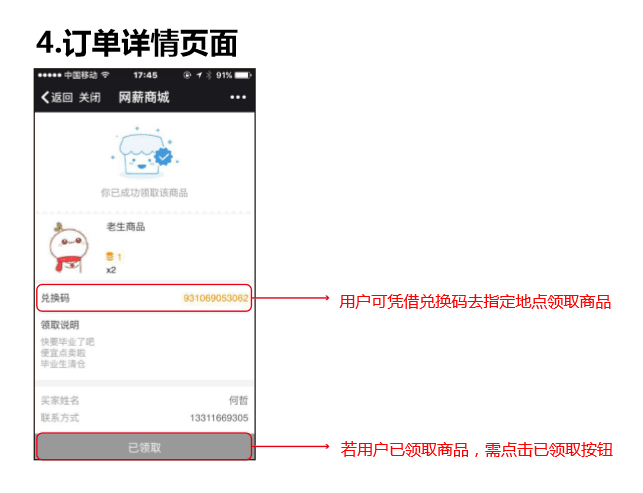 4.订单详情页面
中国移动 17:45 91%
返回 关闭 网薪商城
你已成功领取该商品
老生商品
1
x2
兑换码 931069053062
用户可凭借兑换码去指定地点领取商品
领取说明
快要毕业了吧
便宜点卖啦
毕业生清仓
买家姓名 何哲
联系方式 13311669305
已领取
若用户已领取商品，需点击已领取按钮